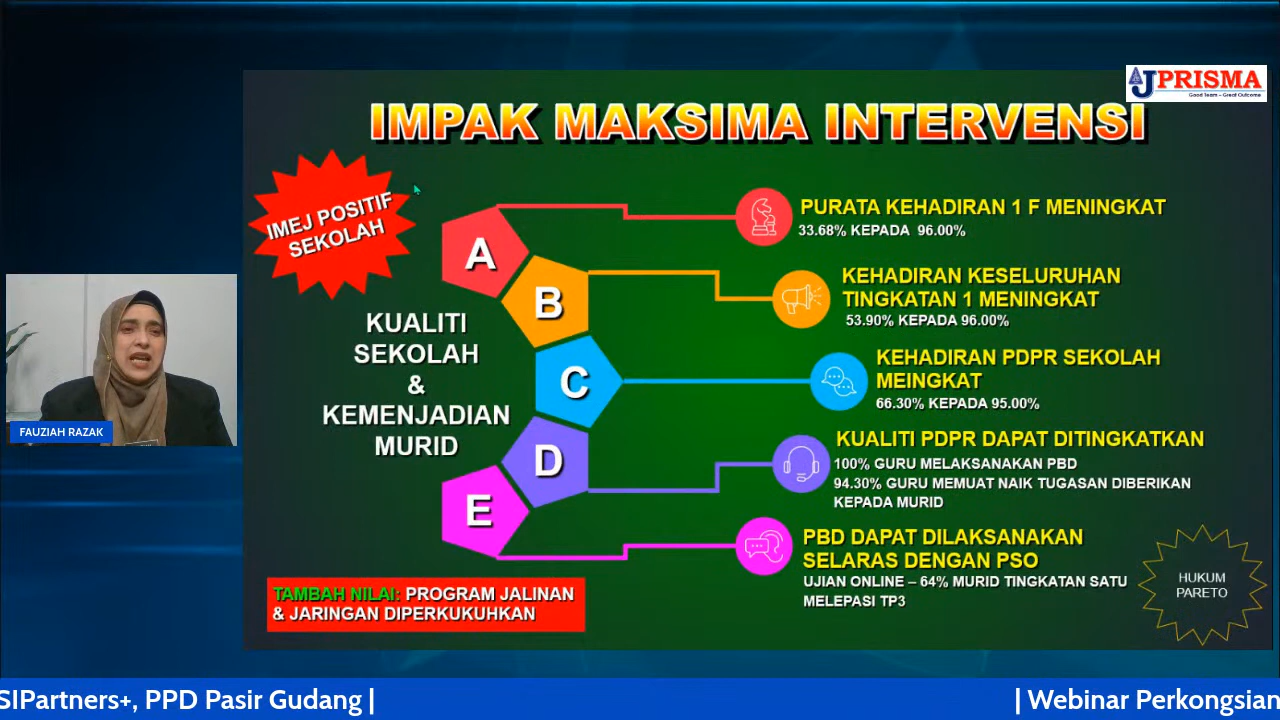 AJPRISMA
Good Team - Great Outcome
IMPAK MAKSIMA INTERVENSI
IMEJ POSITIF
SEKOLAH
KUALITI
SEKOLAH
&
KEMENJADIAN
MURID
A
B
C
D
E
PURATA KEHADIRAN 1 F MENINGKAT
33.68% KEPADA 96.00%
KEHADIRAN KESELURUHAN
TINGKATAN 1 MENINGKAT
53.90% KEPADA 96.00%
KEHADIRAN PDPR SEKOLAH
MEINGKAT
66.30% KEPADA 95.00%
KUALITI PDPR DAPAT DITINGKATKAN
100% GURU MELAKSANAKAN PBD
94.30% GURU MEMUAT NAIK TUGASAN DIBERIKAN
KEPADA MURID
PBD DAPAT DILAKSANAKAN
SELARAS DENGAN PSO
UJIAN ONLINE – 64% MURID TINGKATAN SATU
MELEPASI TP3
TAMBAH NILAI: PROGRAM JALINAN
& JARINGAN DIPERKUKUHKAN
HUKUM
PARETO
FAUZIAH RAZAK
SIPartners+, PPD Pasir Gudang | | Webinar Perkongsian